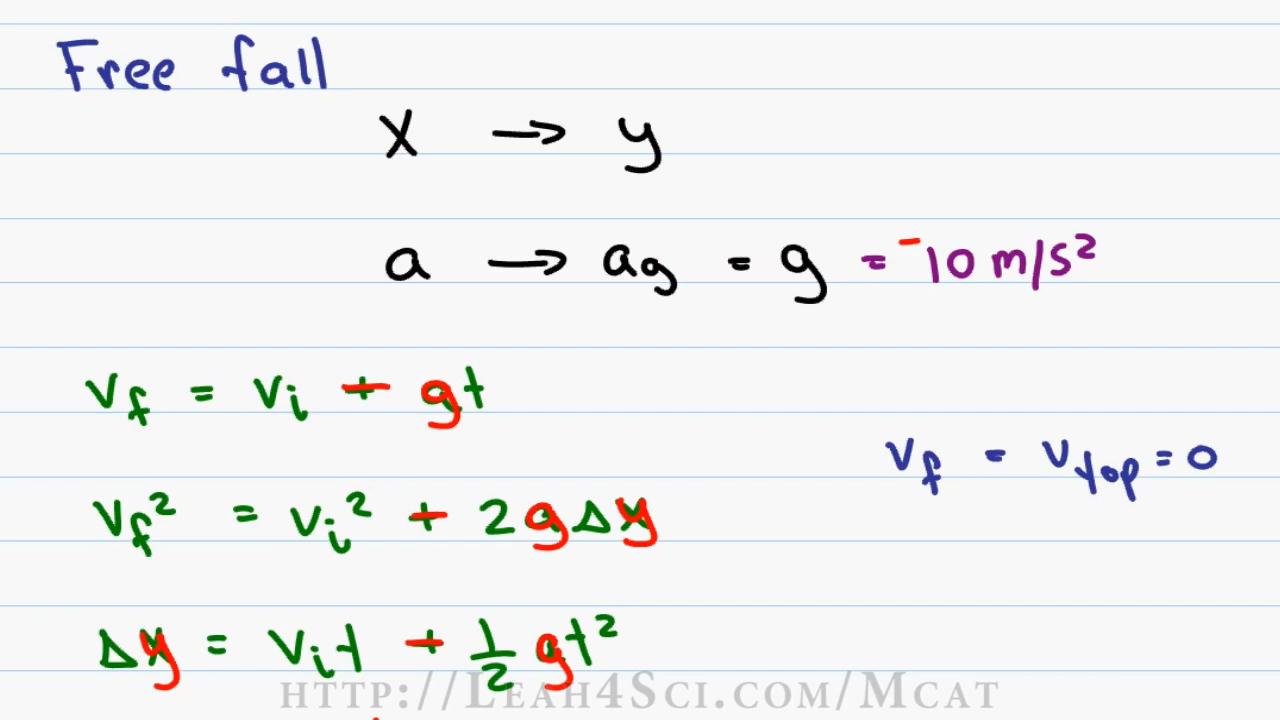 Free fall
x → y
a → ag = g = -10 m/s²
vf = vi - gt
vf = vtop = 0
vf² = vi² - 2gΔy
Δy = vit - ½gt²
HTTP://LEAH4SCI.COM/MCAT